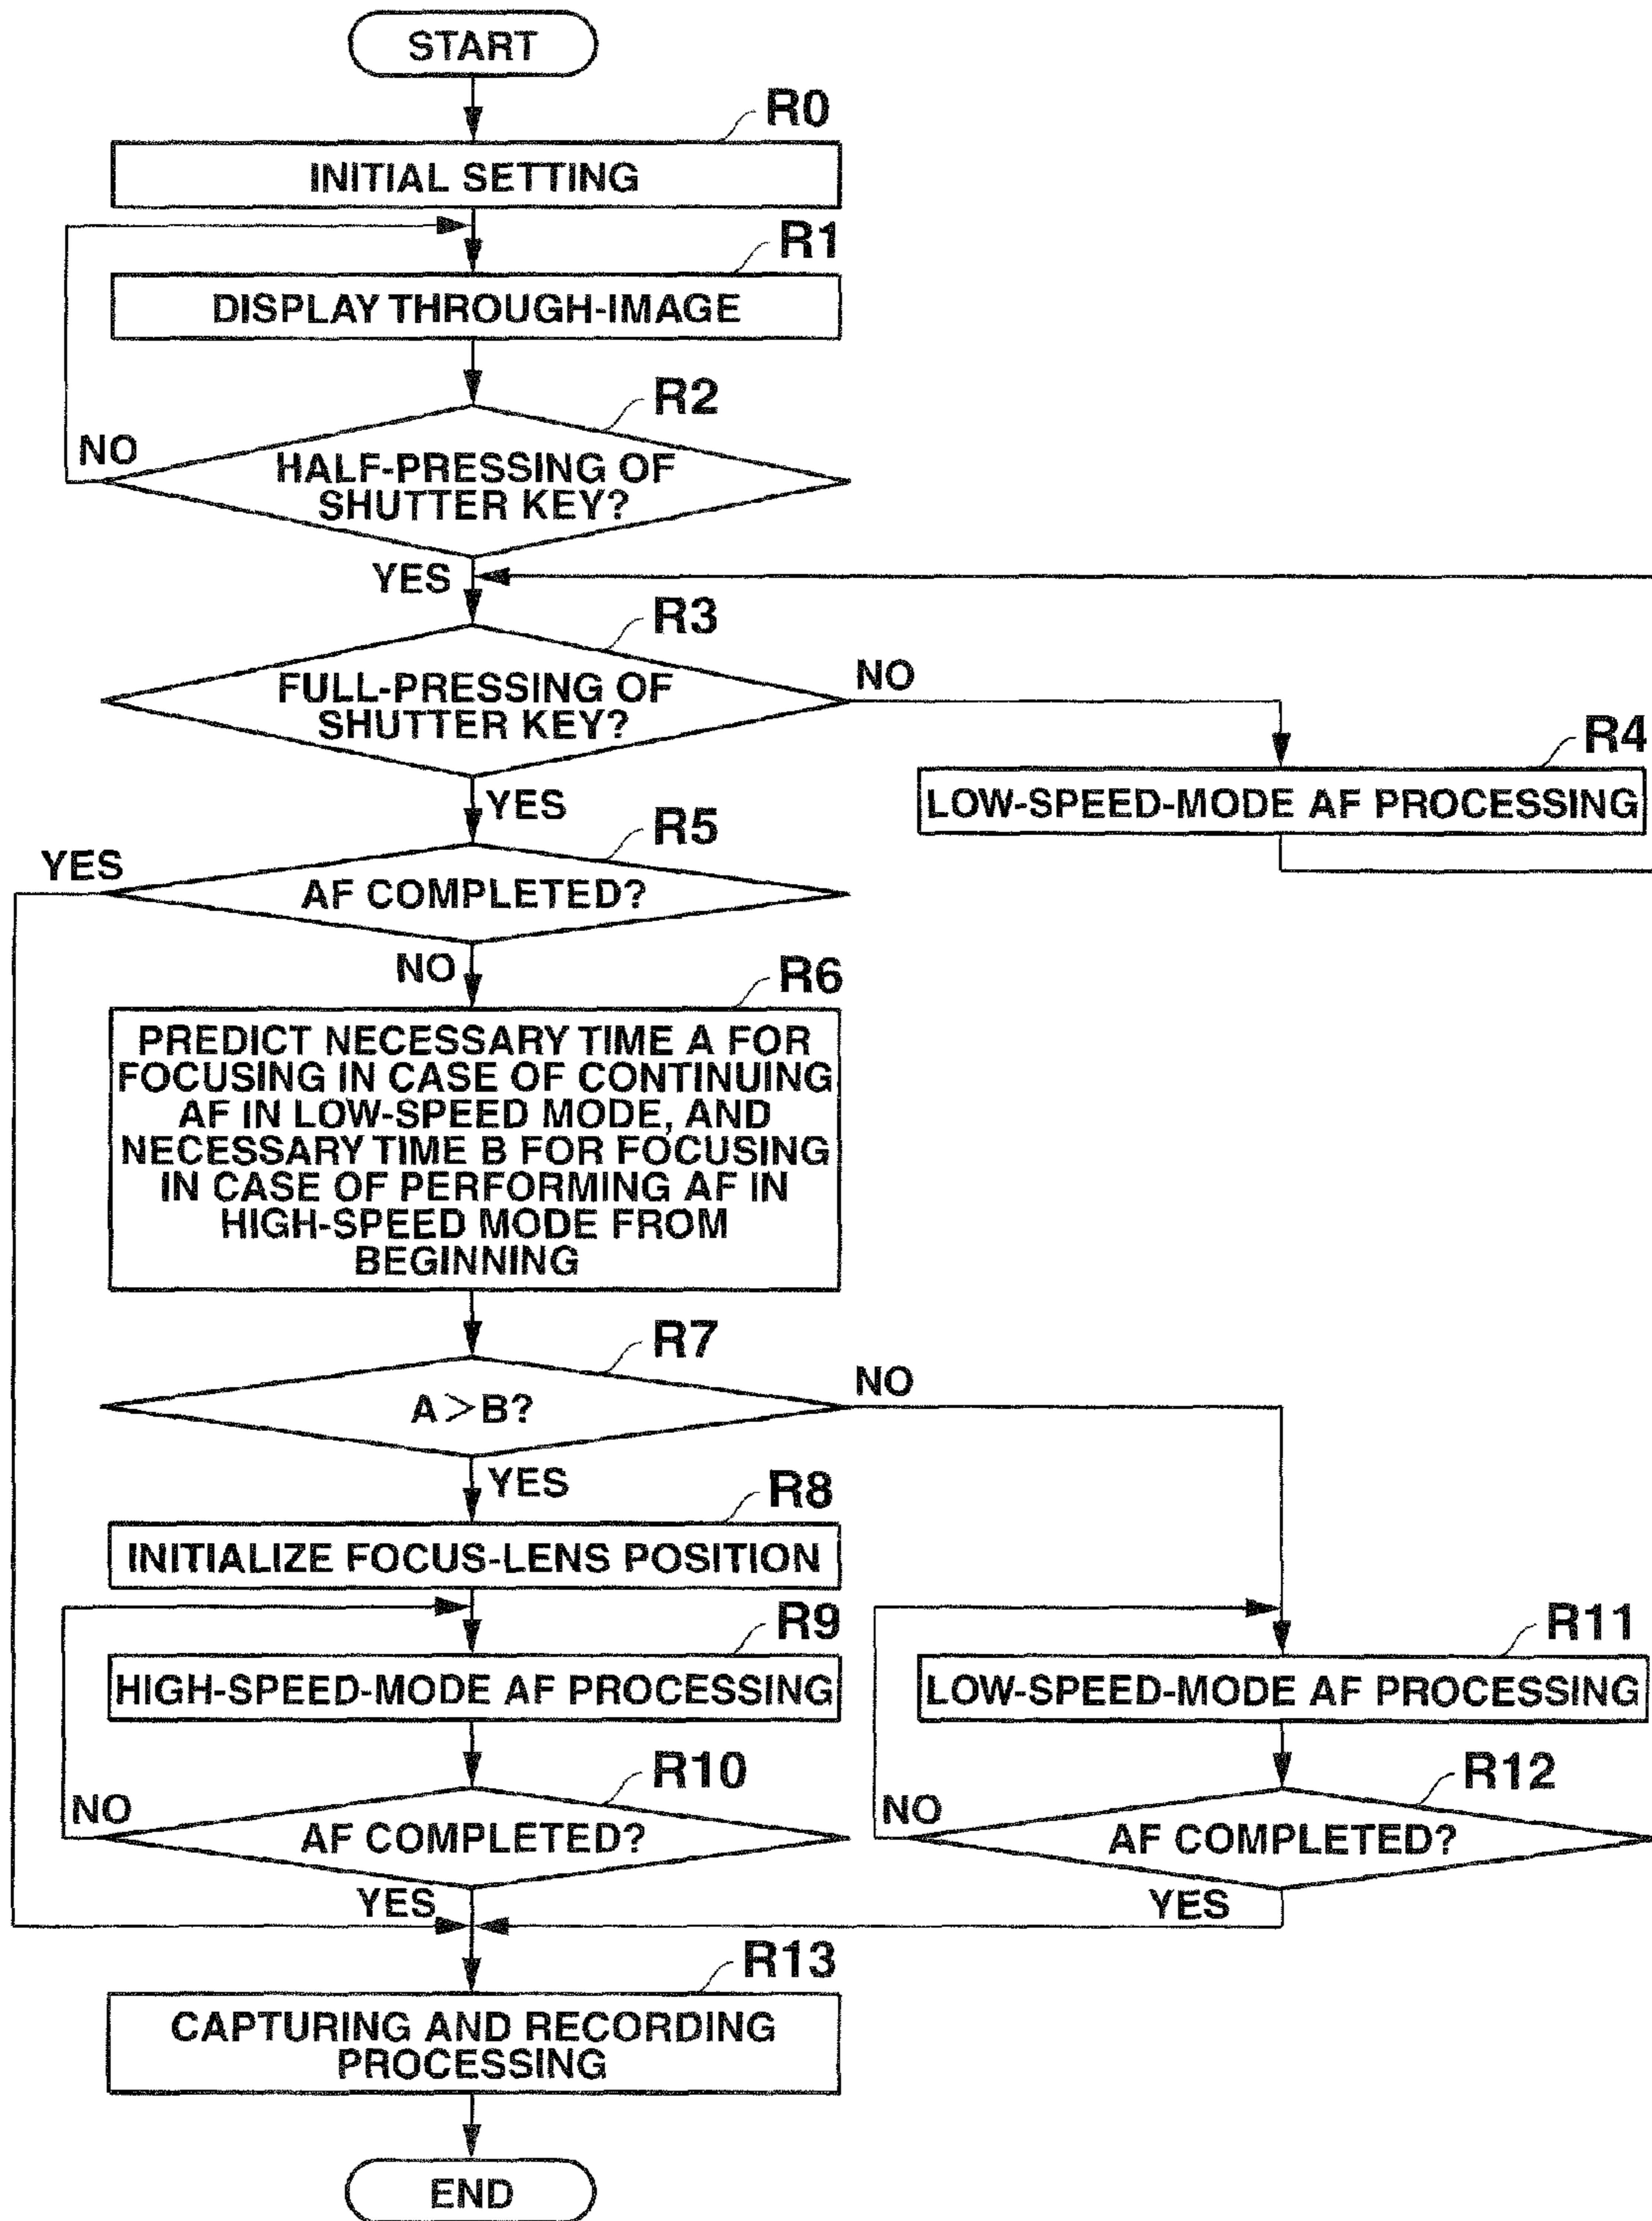 START
R0
INITIAL SETTING
R1
DISPLAY THROUGH-IMAGE
R2
NO
HALF-PRESSING OF
SHUTTER KEY?
YES
R3
FULL-PRESSING OF
SHUTTER KEY?
NO
R4
LOW-SPEED-MODE AF PROCESSING
YES
R5
YES
AF COMPLETED?
NO
R6
PREDICT NECESSARY TIME A FOR
FOCUSING IN CASE OF CONTINUING
AF IN LOW-SPEED MODE, AND
NECESSARY TIME B FOR FOCUSING
IN CASE OF PERFORMING AF IN
HIGH-SPEED MODE FROM
BEGINNING
R7
A>B?
NO
YES
R8
INITIALIZE FOCUS-LENS POSITION
R9
HIGH-SPEED-MODE AF PROCESSING
R11
LOW-SPEED-MODE AF PROCESSING
R10
NO
AF COMPLETED?
YES
R12
NO
AF COMPLETED?
YES
R13
CAPTURING AND RECORDING
PROCESSING
END